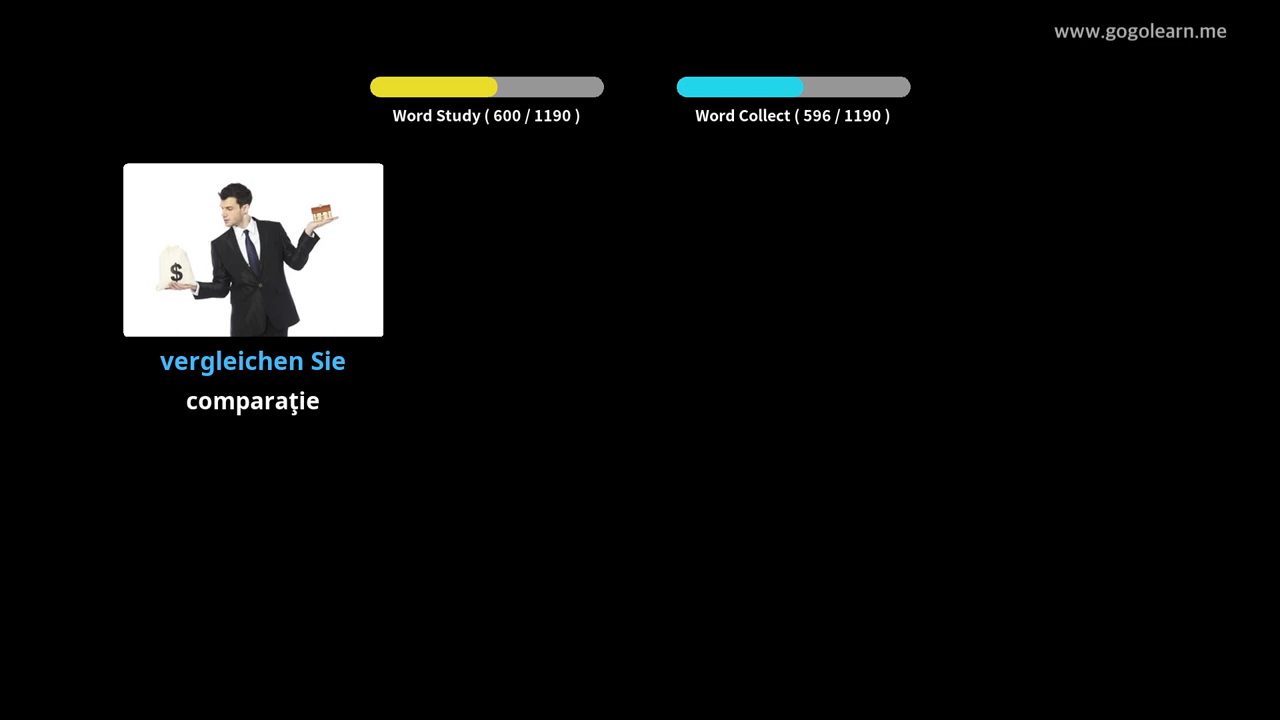 www.gogolearn.me
Word Study ( 600 / 1190 )
Word Collect ( 596 / 1190 )
$
vergleichen Sie
comparaţie